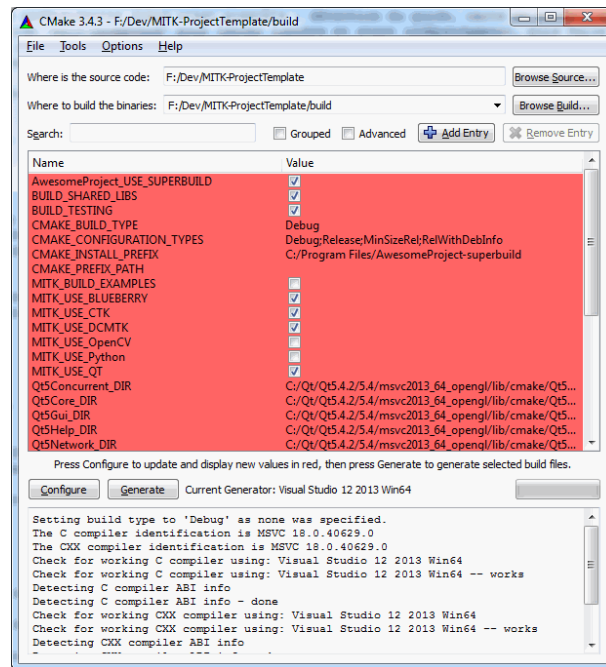 CMake 3.4.3 - F:/Dev/MITK-ProjectTemplate/build
File Tools Options Help
Where is the source code: F:/Dev/MITK-ProjectTemplate Browse Source...
Where to build the binaries: F:/Dev/MITK-ProjectTemplate/build Browse Build...
Search: Grouped Advanced Add Entry Remove Entry
Name Value
AwesomeProject_USE_SUPERBUILD
BUILD_SHARED_LIBS
BUILD_TESTING
CMAKE_BUILD_TYPE Debug
CMAKE_CONFIGURATION_TYPES Debug;Release;MinSizeRel;RelWithDebInfo
CMAKE_INSTALL_PREFIX C:/Program Files/AwesomeProject-superbuild
CMAKE_PREFIX_PATH
MITK_BUILD_EXAMPLES
MITK_USE_BLUEBERRY
MITK_USE_CTK
MITK_USE_DCMTK
MITK_USE_OpenCV
MITK_USE_Python
MITK_USE_QT
Qt5Concurrent_DIR C:/Qt/Qt5.4.2/5.4/msvc2013_64_opengl/lib/cmake/Qt5...
Qt5Core_DIR C:/Qt/Qt5.4.2/5.4/msvc2013_64_opengl/lib/cmake/Qt5...
Qt5Gui_DIR C:/Qt/Qt5.4.2/5.4/msvc2013_64_opengl/lib/cmake/Qt5...
Qt5Help_DIR C:/Qt/Qt5.4.2/5.4/msvc2013_64_opengl/lib/cmake/Qt5...
Qt5Network_DIR C:/Qt/Qt5.4.2/5.4/msvc2013_64_opengl/lib/cmake/Qt5...
Press Configure to update and display new values in red, then press Generate to generate selected build files.
Configure Generate Current Generator: Visual Studio 12 2013 Win64
Setting build type to 'Debug' as none was specified.
The C compiler identification is MSVC 18.0.40629.0
The CXX compiler identification is MSVC 18.0.40629.0
Check for working C compiler using: Visual Studio 12 2013 Win64
Check for working C compiler using: Visual Studio 12 2013 Win64 -- works
Detecting C compiler ABI info
Detecting C compiler ABI info - done
Check for working CXX compiler using: Visual Studio 12 2013 Win64
Check for working CXX compiler using: Visual Studio 12 2013 Win64 -- works
Detecting CXX compiler ABI info